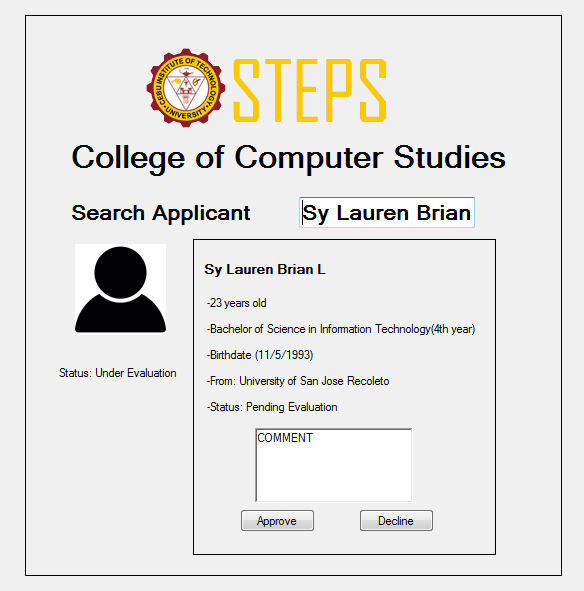 CEBU INSTITUTE OF TECHNOLOGY
UNIVERSITY
STEPS
College of Computer Studies
Search Applicant
Sy Lauren Brian
Sy Lauren Brian L
-23 years old
-Bachelor of Science in Information Technology(4th year)
-Birthdate (11/5/1993)
Status: Under Evaluation
-From: University of San Jose Recoleto
-Status: Pending Evaluation
COMMENT
Approve
Decline